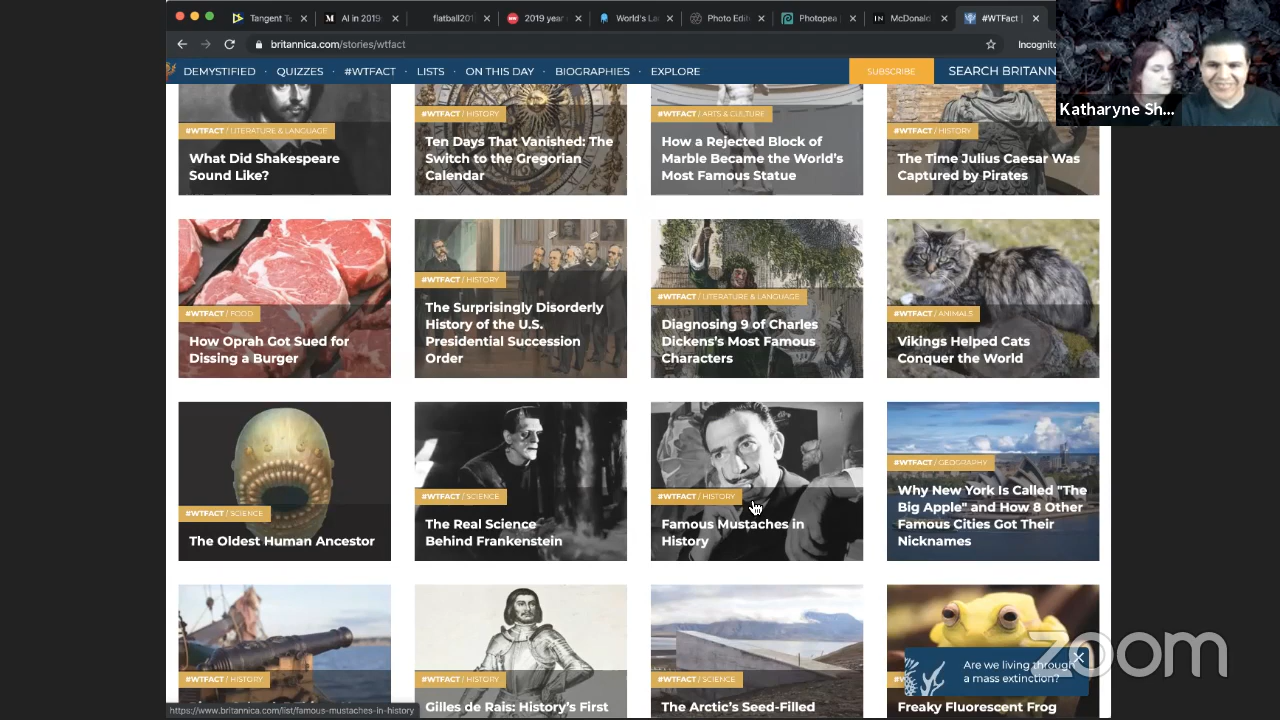 Tangent T
AI in 2019
flatball201
2019 year
World's La
Photo Edit
Photopea
McDonald
#WTFact
britannica.com/stories/wtfact
Incognito
DEMYSTIFIED · QUIZZES · #WTFACT · LISTS · ON THIS DAY · BIOGRAPHIES · EXPLORE
SUBSCRIBE
SEARCH BRITANN
Katharyne Sh...
#WTFACT / LITERATURE & LANGUAGE
What Did Shakespeare
Sound Like?
#WTFACT / HISTORY
Ten Days That Vanished: The
Switch to the Gregorian
Calendar
#WTFACT / ARTS & CULTURE
How a Rejected Block of
Marble Became the World's
Most Famous Statue
#WTFACT / HISTORY
The Time Julius Caesar Was
Captured by Pirates
#WTFACT / FOOD
How Oprah Got Sued for
Dissing a Burger
#WTFACT / HISTORY
The Surprisingly Disorderly
History of the U.S.
Presidential Succession
Order
#WTFACT / LITERATURE & LANGUAGE
Diagnosing 9 of Charles
Dickens's Most Famous
Characters
#WTFACT / ANIMALS
Vikings Helped Cats
Conquer the World
#WTFACT / SCIENCE
The Oldest Human Ancestor
#WTFACT / SCIENCE
The Real Science
Behind Frankenstein
#WTFACT / HISTORY
Famous Mustaches in
History
#WTFACT / GEOGRAPHY
Why New York Is Called "The
Big Apple" and How 8 Other
Famous Cities Got Their
Nicknames
#WTFACT / HISTORY
#WTFACT / HISTORY
Gilles de Rais: History's First
#WTFACT / SCIENCE
The Arctic's Seed-Filled
Freaky Fluorescent Frog
Are we living through
a mass extinction?
zoom
https://www.britannica.com/list/famous-mustaches-in-history